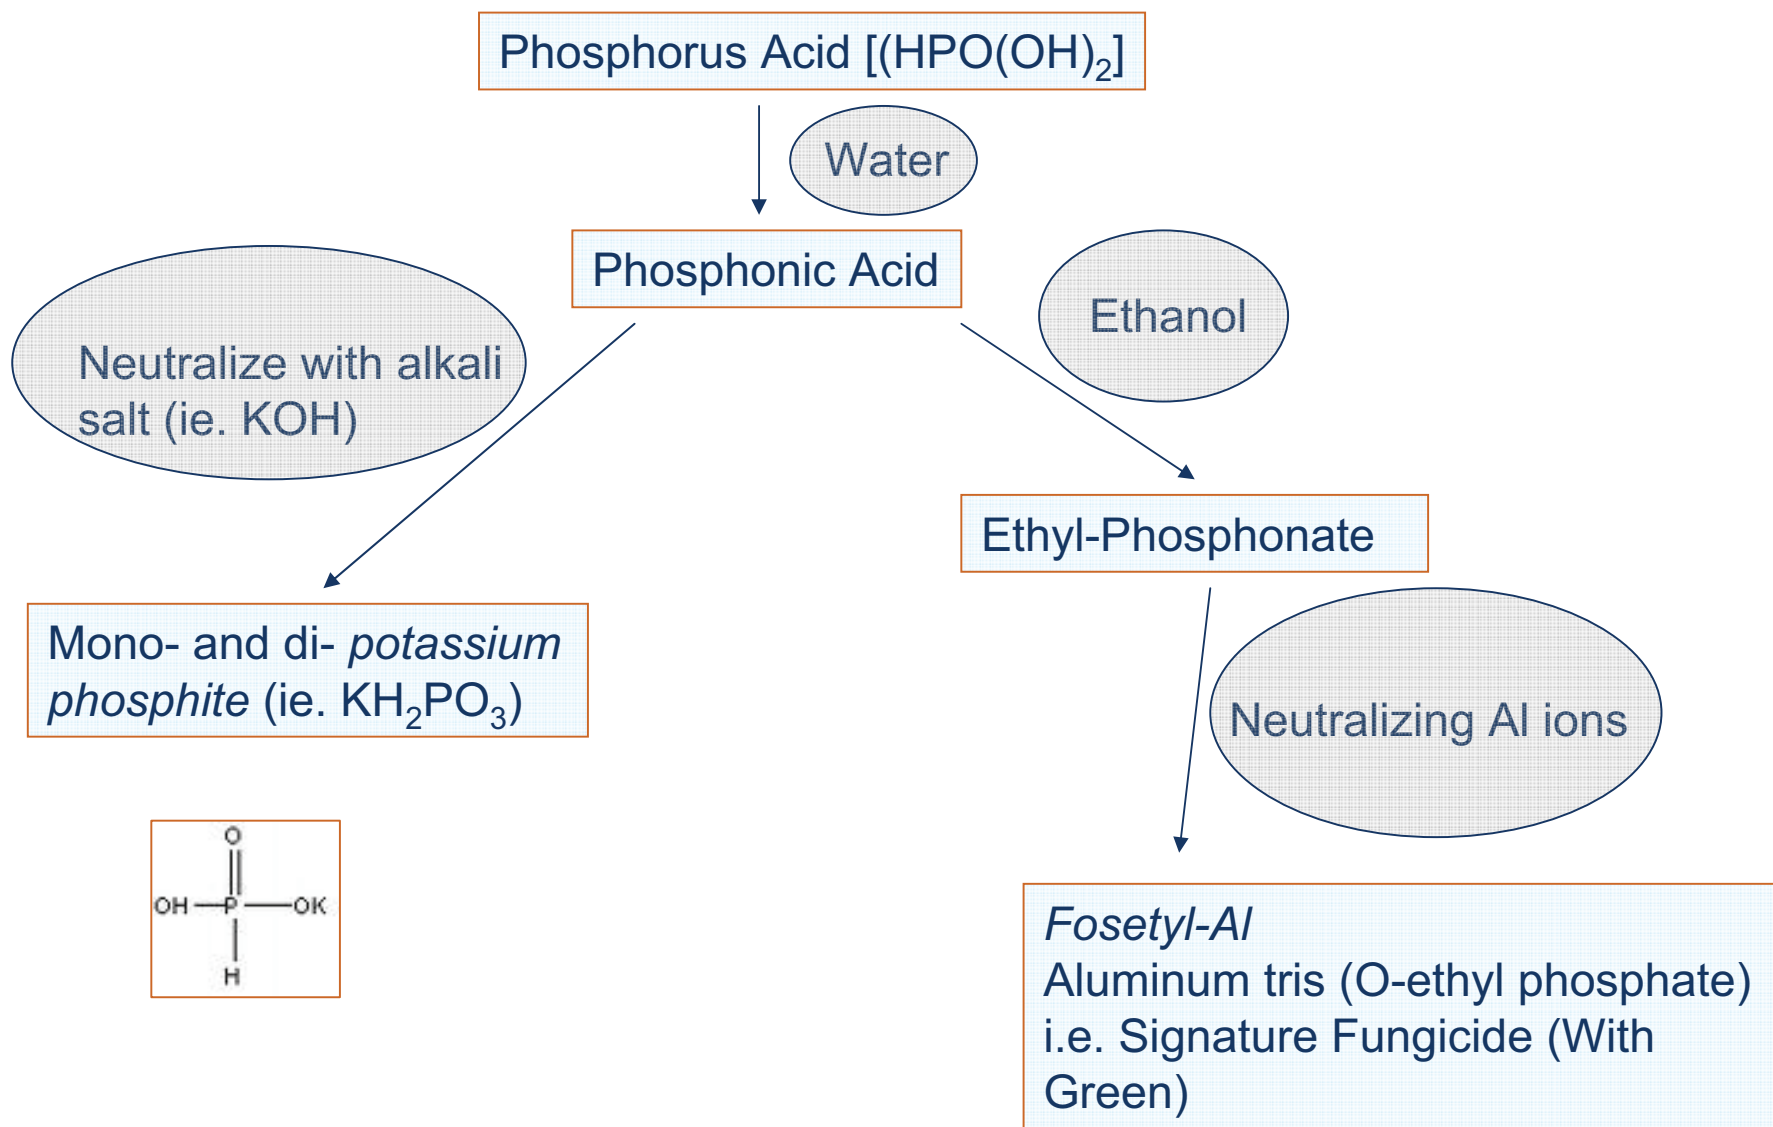 Phosphorus Acid [(HPO(OH)₂]
Water
Phosphonic Acid
Ethanol
Neutralize with alkali
salt (ie. KOH)
Ethyl-Phosphonate
Mono- and di- potassium
phosphite (ie. KH₂PO₃)
Neutralizing Al ions
O
OH P OK
H
Fosetyl-Al
Aluminum tris (O-ethyl phosphate)
i.e. Signature Fungicide (With
Green)